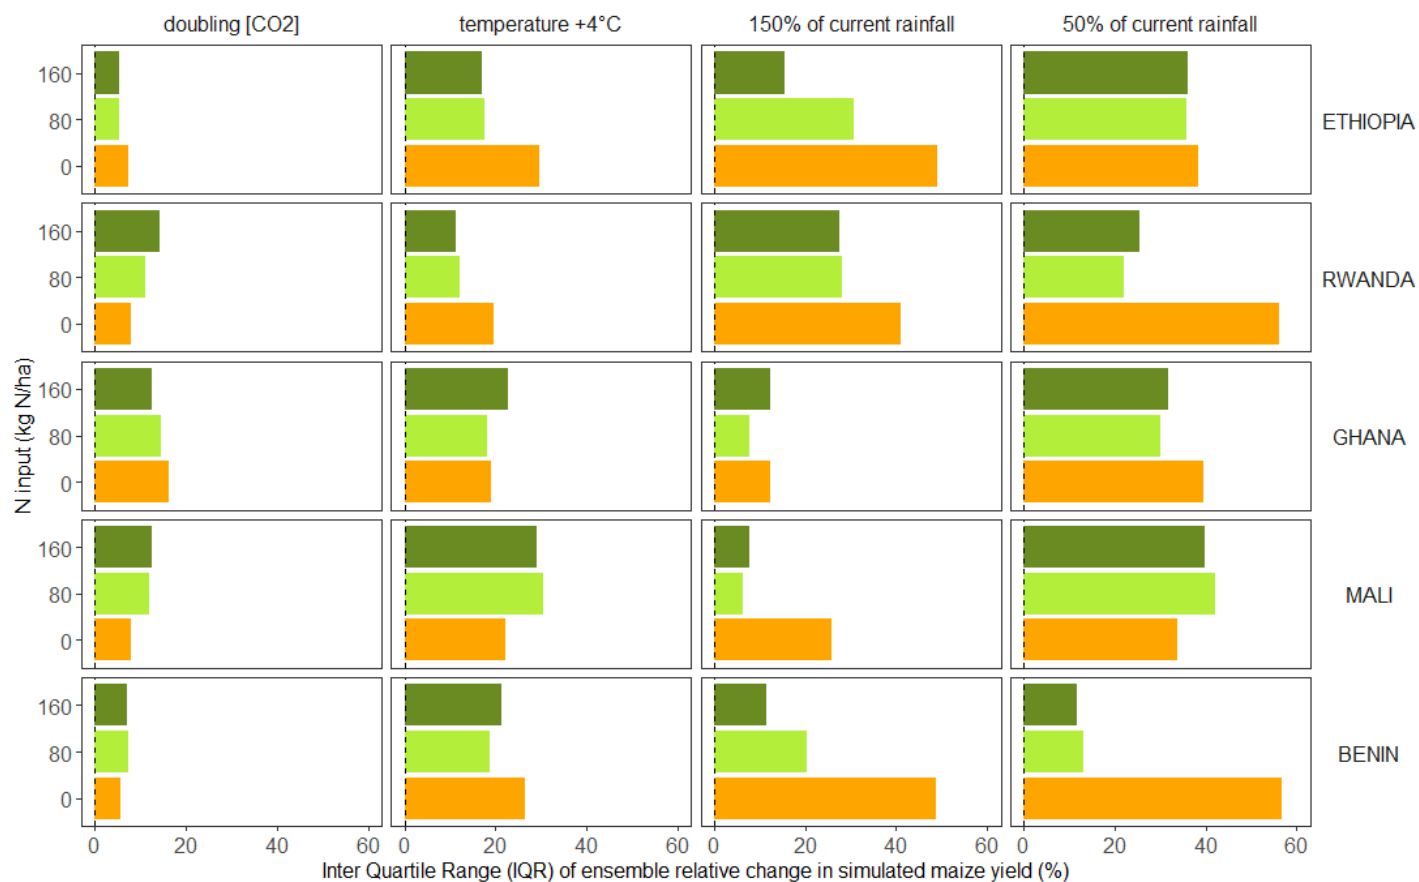 doubling [CO2] temperature +4°C 150% of current rainfall 50% of current rainfall
160
80
0
ETHIOPIA
160
80
0
RWANDA
160
80
0
GHANA
160
80
0
MALI
160
80
0
BENIN
N input (kg N/ha)
0 20 40 60 0 20 40 60 0 20 40 60 0 20 40 60
Inter Quartile Range (IQR) of ensemble relative change in simulated maize yield (%)